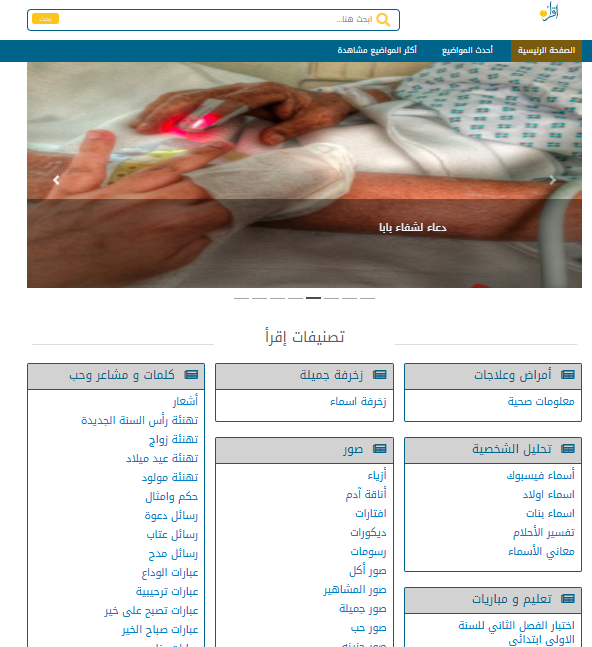 إقرأ
ابحث هنا...
بحث
الصفحة الرئيسية
أحدث المواضيع
أكثر المواضيع مشاهدة
دعاء لشفاء بابا
تصنيفات إقرأ
أمراض وعلاجات
معلومات صحية
تحليل الشخصية
أسماء فيسبوك
اسماء اولاد
اسماء بنات
تفسير الأحلام
معاني الأسماء
تعليم و مباريات
اختبار الفصل الثاني للسنة
الاولى ابتدائي
زخرفة جميلة
زخرفة اسماء
صور
أزياء
أناقة آدم
افتارات
ديكورات
رسومات
صور أكل
صور المشاهير
صور جميلة
صور حب
صور حزينة
كلمات و مشاعر وحب
أشعار
تهنئة رأس السنة الجديدة
تهنئة زواج
تهنئة عيد ميلاد
تهنئة مولود
حكم وامثال
رسائل دعوة
رسائل عتاب
رسائل مدح
عبارات الوداع
عبارات ترحيبية
عبارات تصبح على خير
عبارات صباح الخير